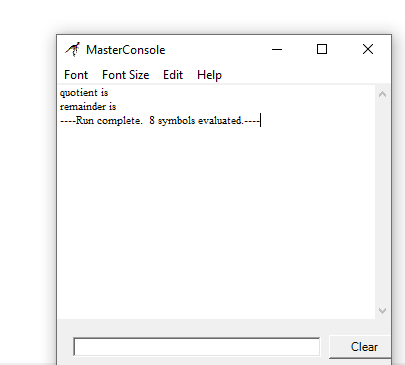 MasterConsole
Font Font Size Edit Help
quotient is
remainder is
----Run complete.  8 symbols evaluated.----
Clear